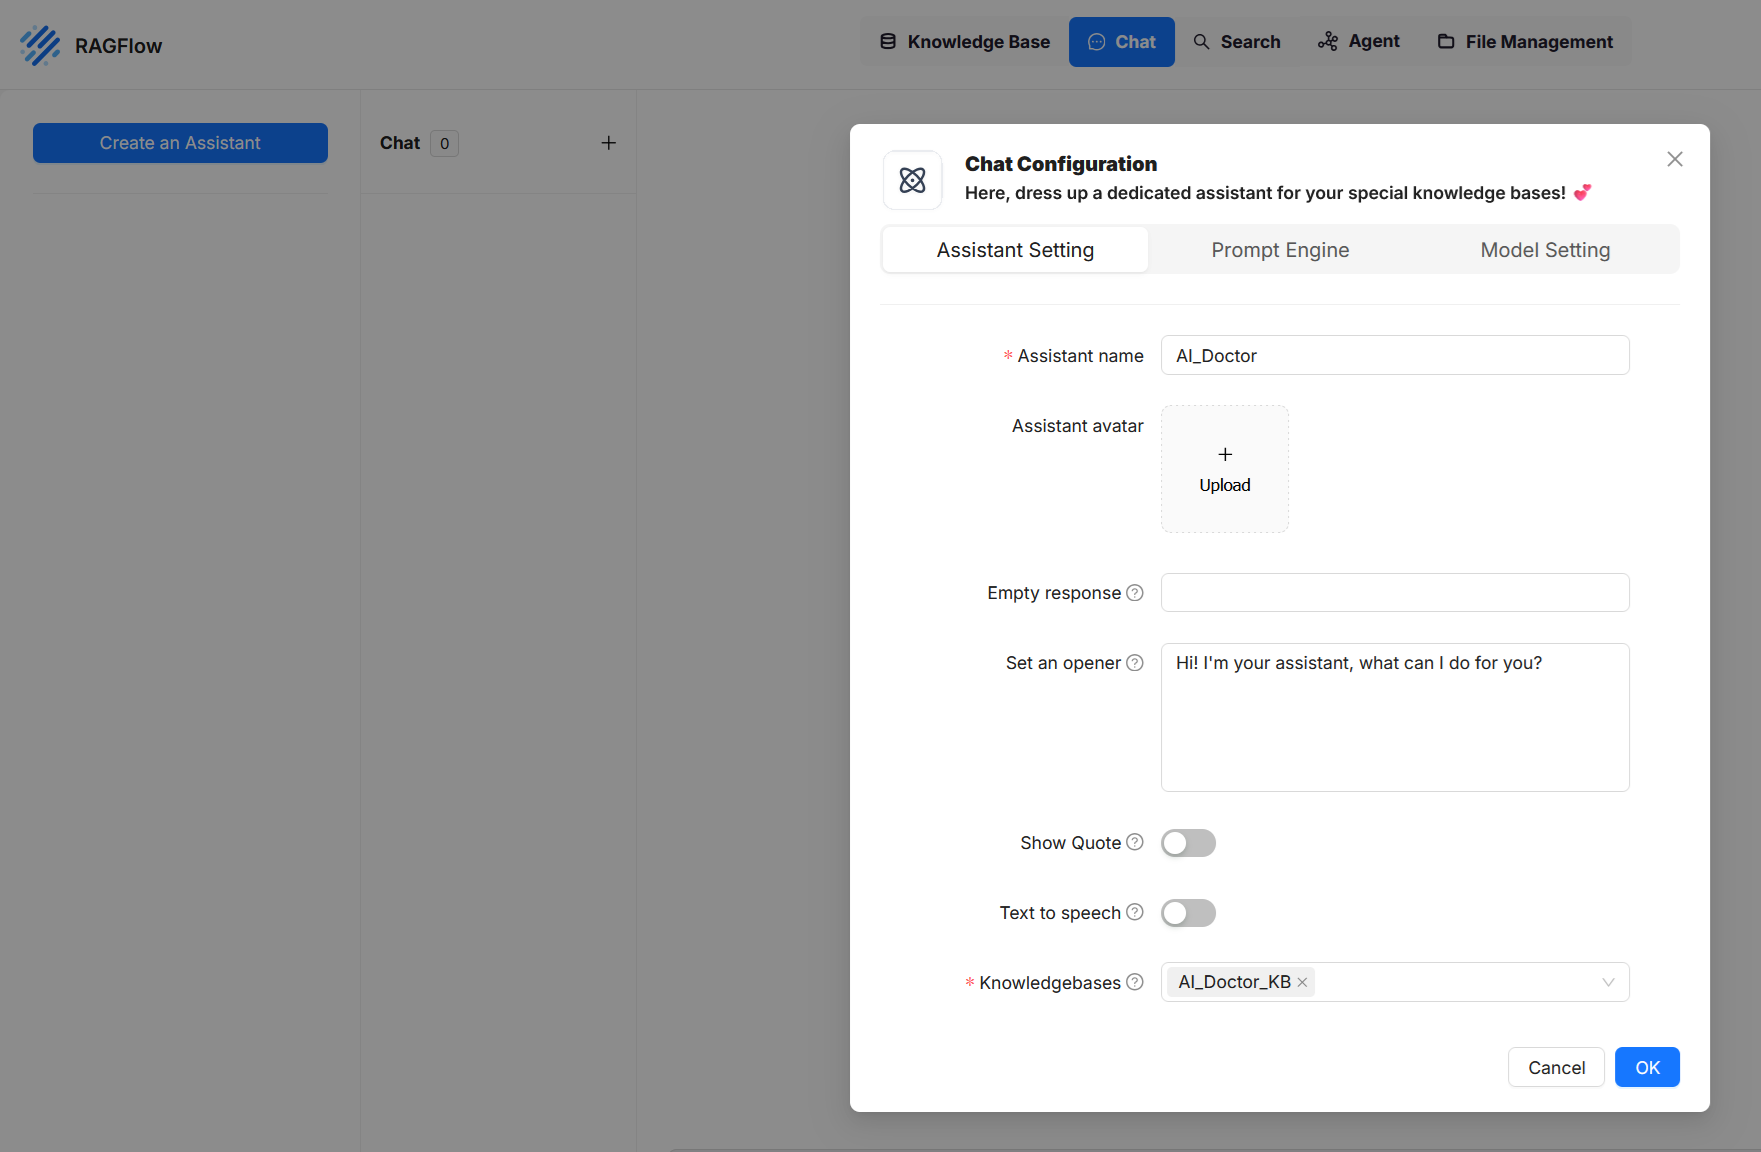 RAGFlow
Knowledge Base
Chat
Search
Agent
File Management
Create an Assistant
Chat 0
Chat Configuration
Here, dress up a dedicated assistant for your special knowledge bases! 💕
Assistant Setting
Prompt Engine
Model Setting
* Assistant name
AI_Doctor
Assistant avatar
+
Upload
Empty response ?
Set an opener ?
Hi! I'm your assistant, what can I do for you?
Show Quote ?
Text to speech ?
* Knowledgebases ?
AI_Doctor_KB
Cancel
OK